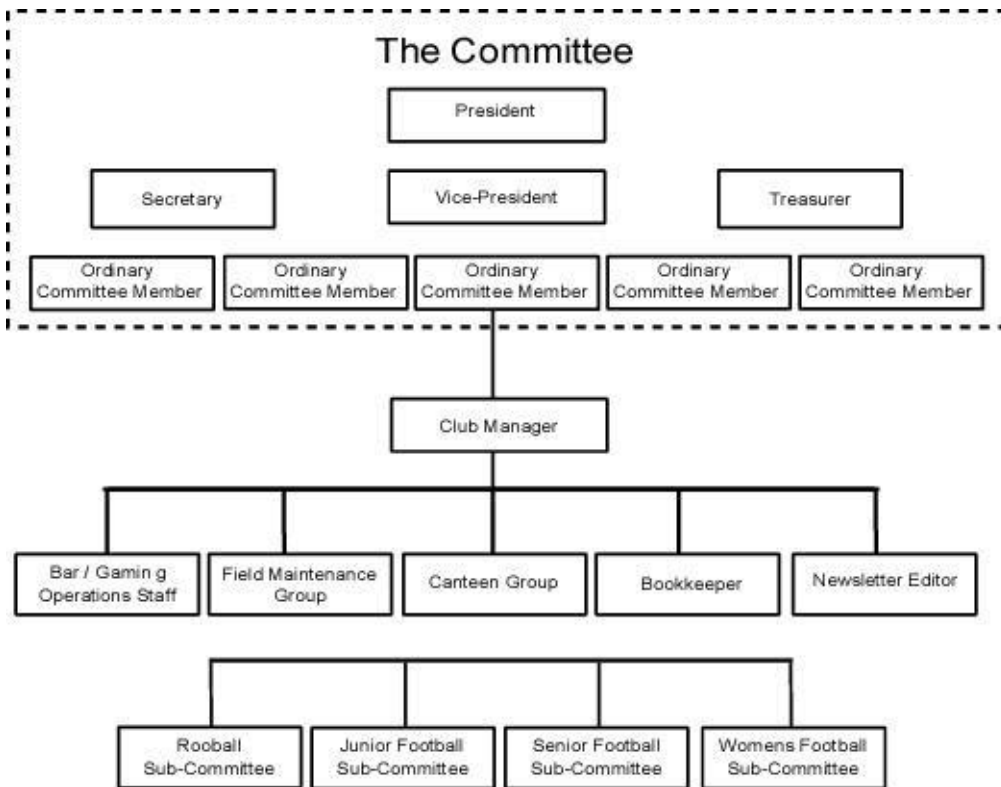 The Committee
President
Secretary
Vice-President
Treasurer
Ordinary
Committee Member
Ordinary
Committee Member
Ordinary
Committee Member
Ordinary
Committee Member
Ordinary
Committee Member
Club Manager
Bar / Gaming
Operations Staff
Field Maintenance
Group
Canteen Group
Bookkeeper
Newsletter Editor
Rooball
Sub-Committee
Junior Football
Sub-Committee
Senior Football
Sub-Committee
Womens Football
Sub-Committee